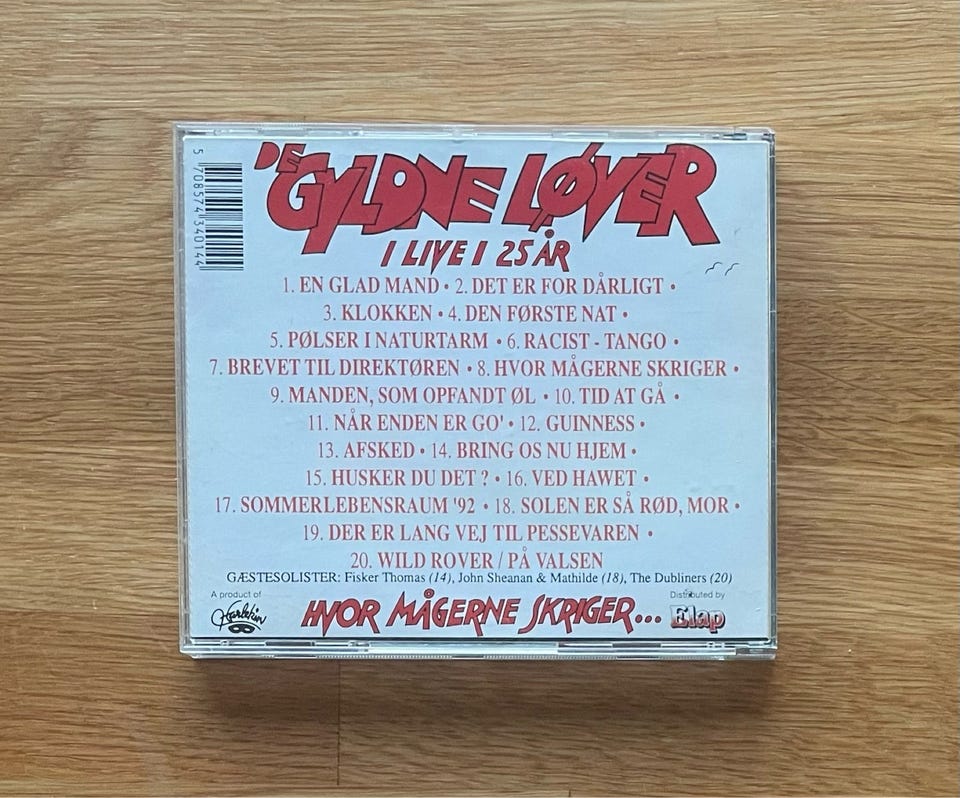 DE GYLDNE LØVER
I LIVE I 25 ÅR
1. EN GLAD MAND • 2. DET ER FOR DÅRLIGT •
3. KLOKKEN • 4. DEN FØRSTE NAT •
5. PØLSER I NATURTARM • 6. RACIST - TANGO •
7. BREVET TIL DIREKTØREN • 8. HVOR MÅGERNE SKRIGER •
9. MANDEN, SOM OPFANDT ØL • 10. TID AT GÅ •
11. NÅR ENDEN ER GO' • 12. GUINNESS •
13. AFSKED • 14. BRING OS NU HJEM •
15. HUSKER DU DET ? • 16. VED HAWET •
17. SOMMERLEBENSRAUM '92 • 18. SOLEN ER SÅ RØD, MOR •
19. DER ER LANG VEJ TIL PESSEVAREN •
20. WILD ROVER / PÅ VALSEN
GÆSTESOLISTER: Fisker Thomas (14), John Sheanan & Mathilde (18), The Dubliners (20)
A product of
Harlekin
HVOR MÅGERNE SKRIGER...
Distributed by
Elap
5 708574 340144